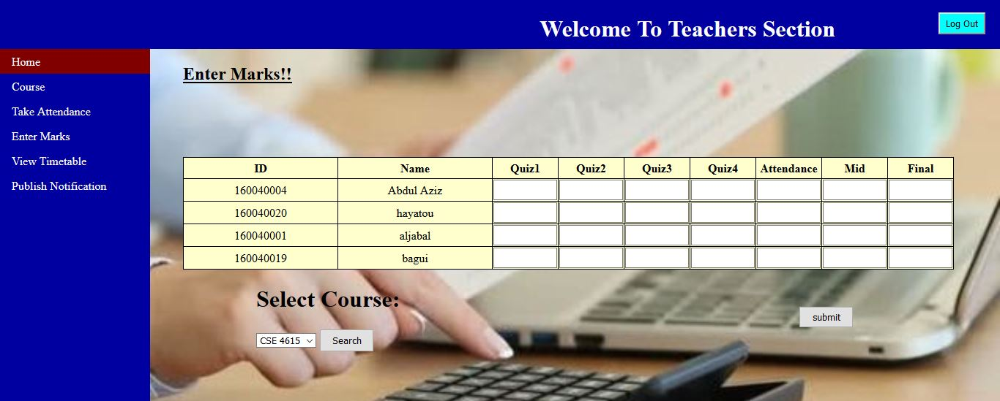 Welcome To Teachers Section
Log Out
Home
Course
Take Attendance
Enter Marks
View Timetable
Publish Notification
Enter Marks!!
ID Name Quiz1 Quiz2 Quiz3 Quiz4 Attendance Mid Final
160040004 Abdul Aziz
160040020 hayatou
160040001 aljabal
160040019 bagui
Select Course:
submit
CSE 4615 Search